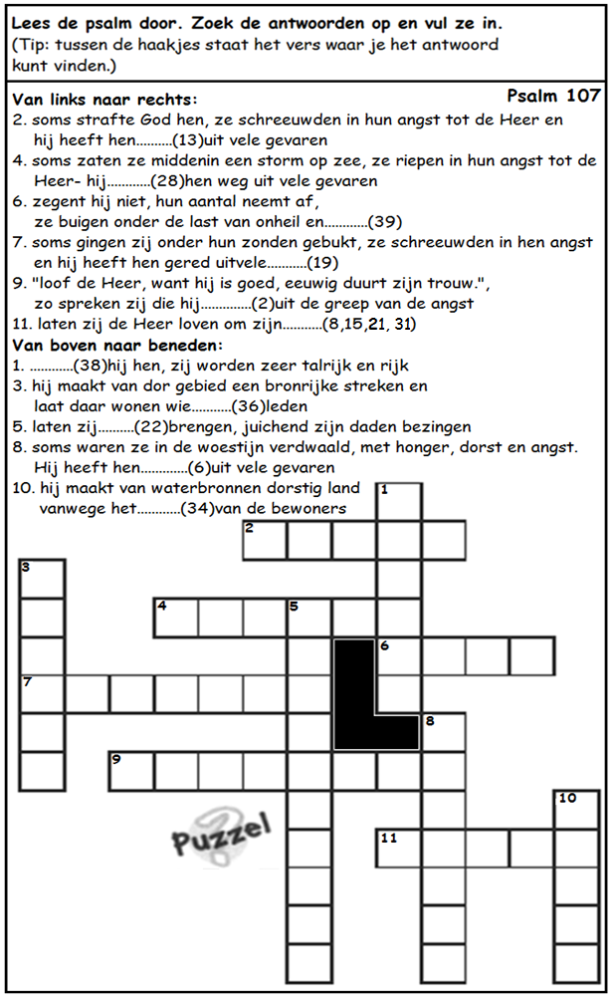 Lees de psalm door. Zoek de antwoorden op en vul ze in.
(Tip: tussen de haakjes staat het vers waar je het antwoord
kunt vinden.)
Psalm 107
Van links naar rechts:
2. soms strafte God hen, ze schreeuwden in hun angst tot de Heer en
hij heeft hen..........(13)uit vele gevaren
4. soms zaten ze middenin een storm op zee, ze riepen in hun angst tot de
Heer- hij............(28)hen weg uit vele gevaren
6. zegent hij niet, hun aantal neemt af,
ze buigen onder de last van onheil en............(39)
7. soms gingen zij onder hun zonden gebukt, ze schreeuwden in hen angst
en hij heeft hen gered uitvele...........(19)
9. "loof de Heer, want hij is goed, eeuwig duurt zijn trouw.",
zo spreken zij die hij..............(2)uit de greep van de angst
11. laten zij de Heer loven om zijn...........(8,15,21, 31)
Van boven naar beneden:
1. ............(38)hij hen, zij worden zeer talrijk en rijk
3. hij maakt van dor gebied een bronrijke streken en
laat daar wonen wie...........(36)leden
5. laten zij..........(22)brengen, juichend zijn daden bezingen
8. soms waren ze in de woestijn verdwaald, met honger, dorst en angst.
Hij heeft hen.............(6)uit vele gevaren
10. hij maakt van waterbronnen dorstig land
vanwege het............(34)van de bewoners
1
2
3
4 5
6
7
8
9
10
11
Puzzel